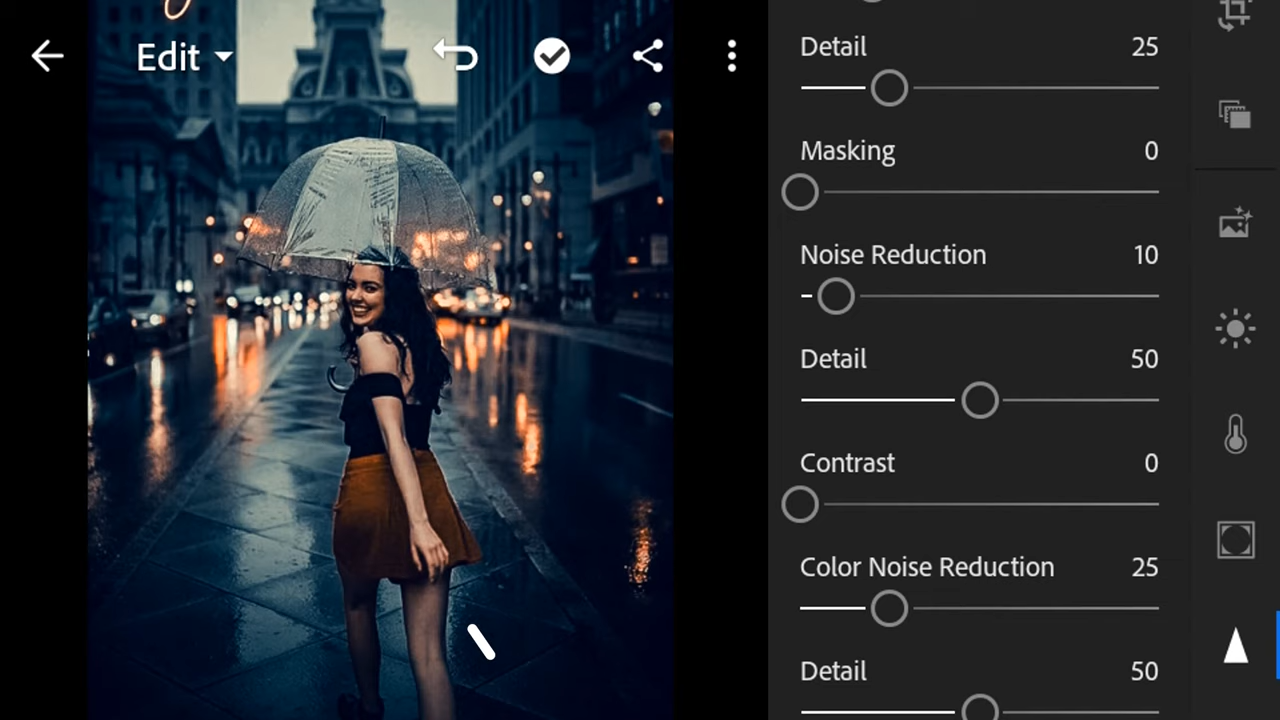 Edit
Detail 25
Masking 0
Noise Reduction 10
Detail 50
Contrast 0
Color Noise Reduction 25
Detail 50